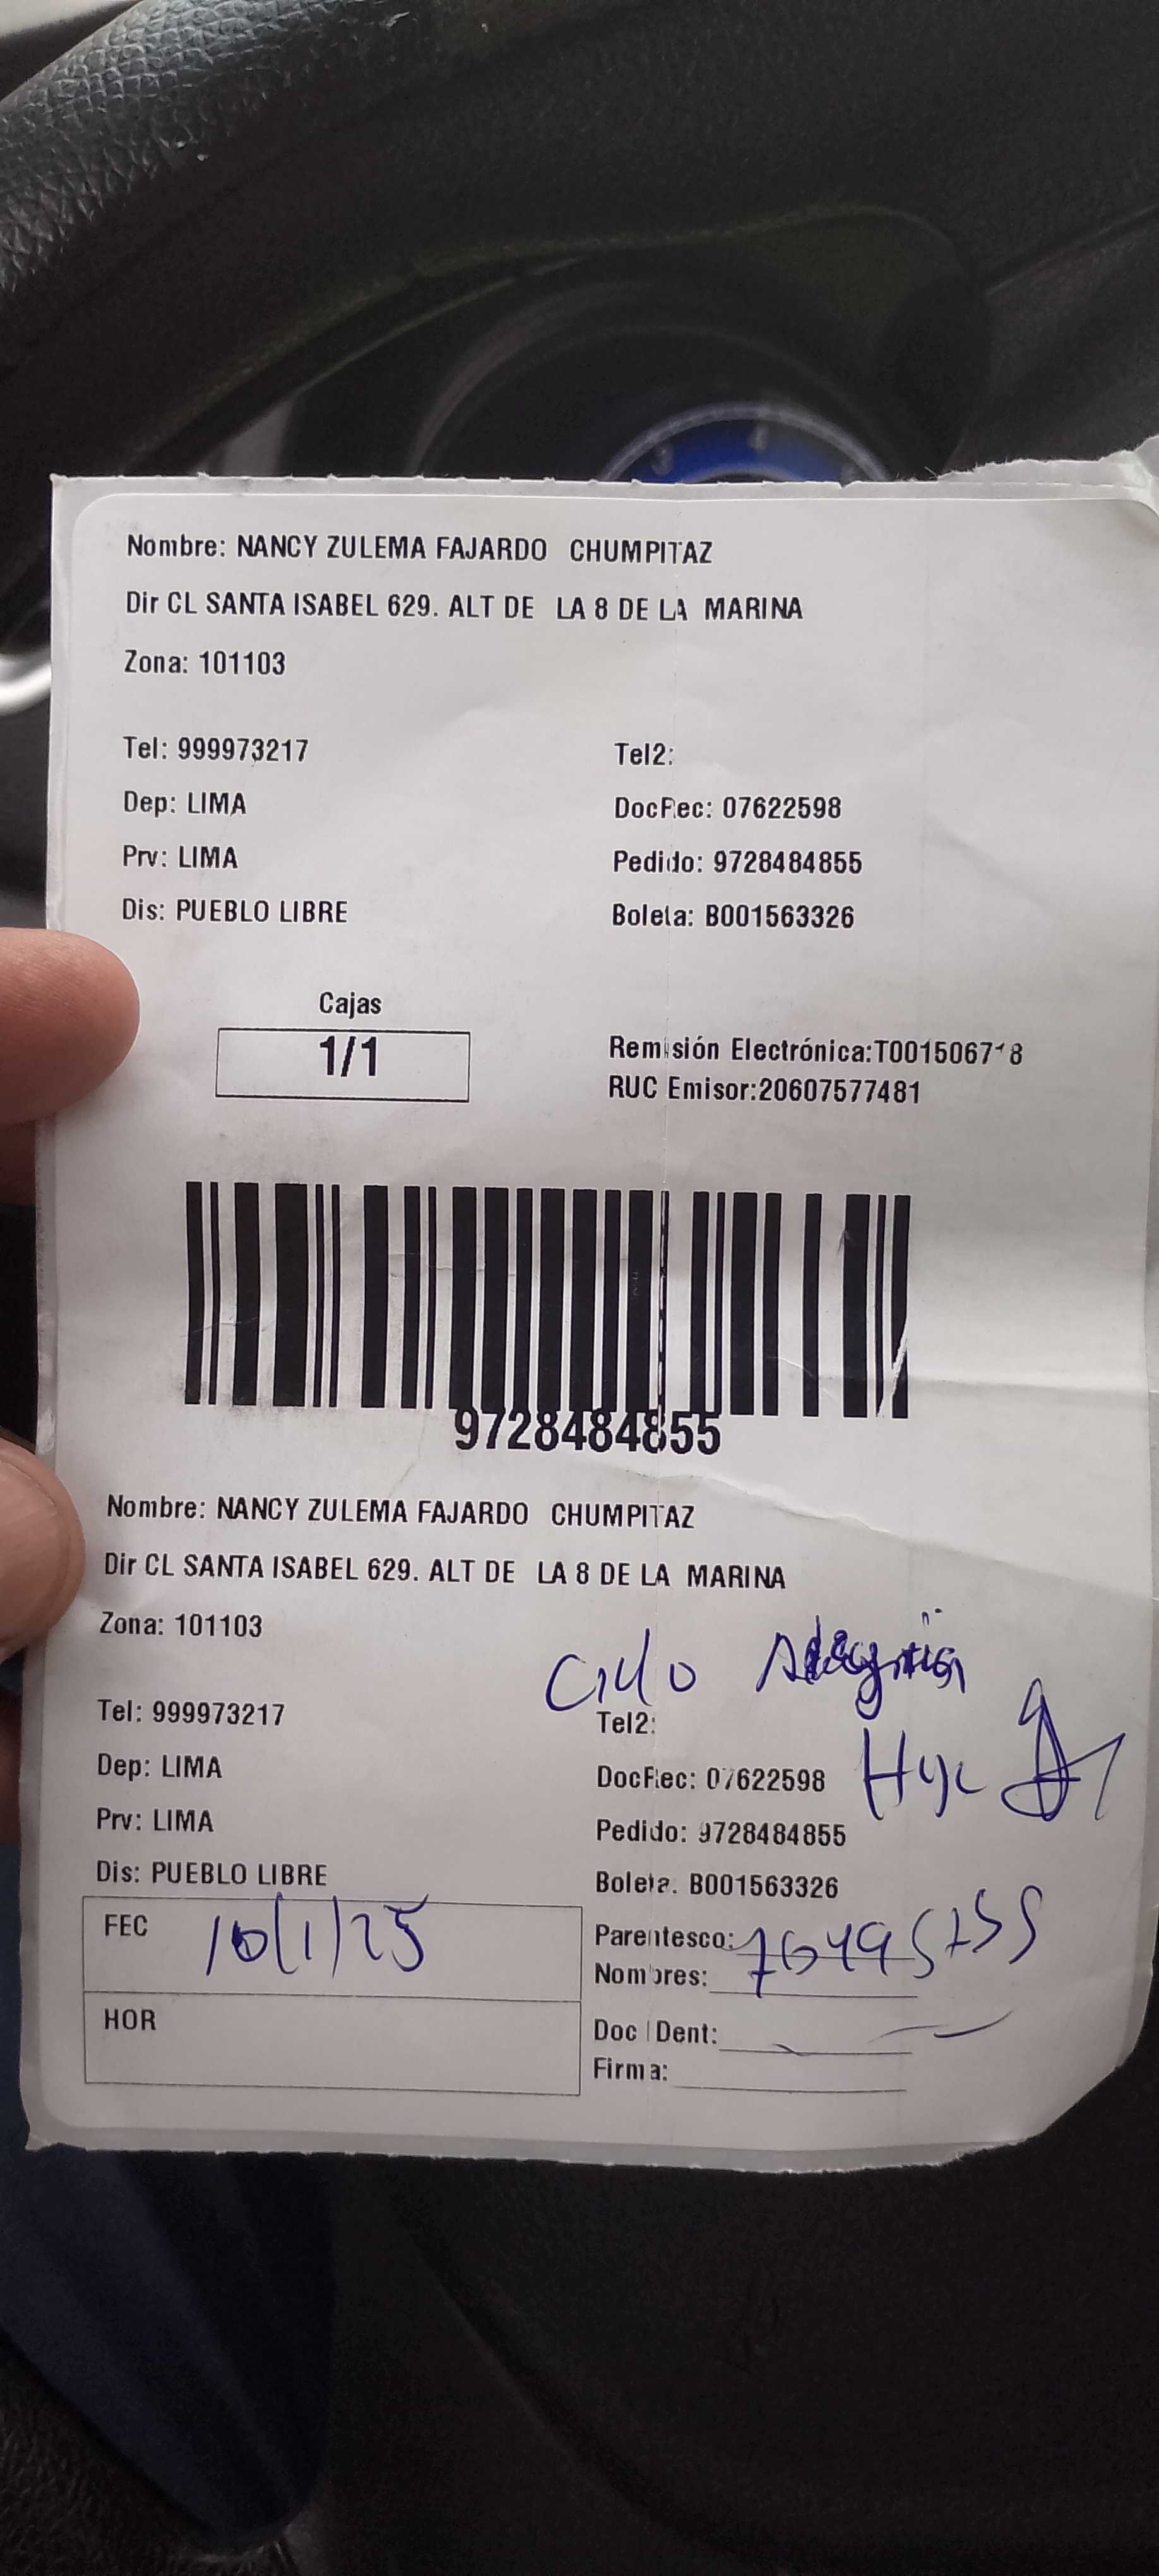 Nombre: NANCY ZULEMA FAJARDO CHUMPITAZ
Dir CL SANTA ISABEL 629. ALT DE LA 8 DE LA MARINA
Zona: 101103
Tel: 999973217 Tel2:
Dep: LIMA DocRec: 07622598
Prv: LIMA Pedido: 9728484855
Dis: PUEBLO LIBRE Boleta: B001563326
Cajas
1/1
Remisión Electrónica:T001506718
RUC Emisor:20607577481
9728484855
Nombre: NANCY ZULEMA FAJARDO CHUMPITAZ
Dir CL SANTA ISABEL 629. ALT DE LA 8 DE LA MARINA
Zona: 101103
Tel: 999973217 Tel2:
Dep: LIMA DocRec: 07622598
Prv: LIMA Pedido: 9728484855
Dis: PUEBLO LIBRE Boleta. B001563326
FEC 10/1/25
Parentesco:
Nombres:
HOR
Doc Dent:
Firma: